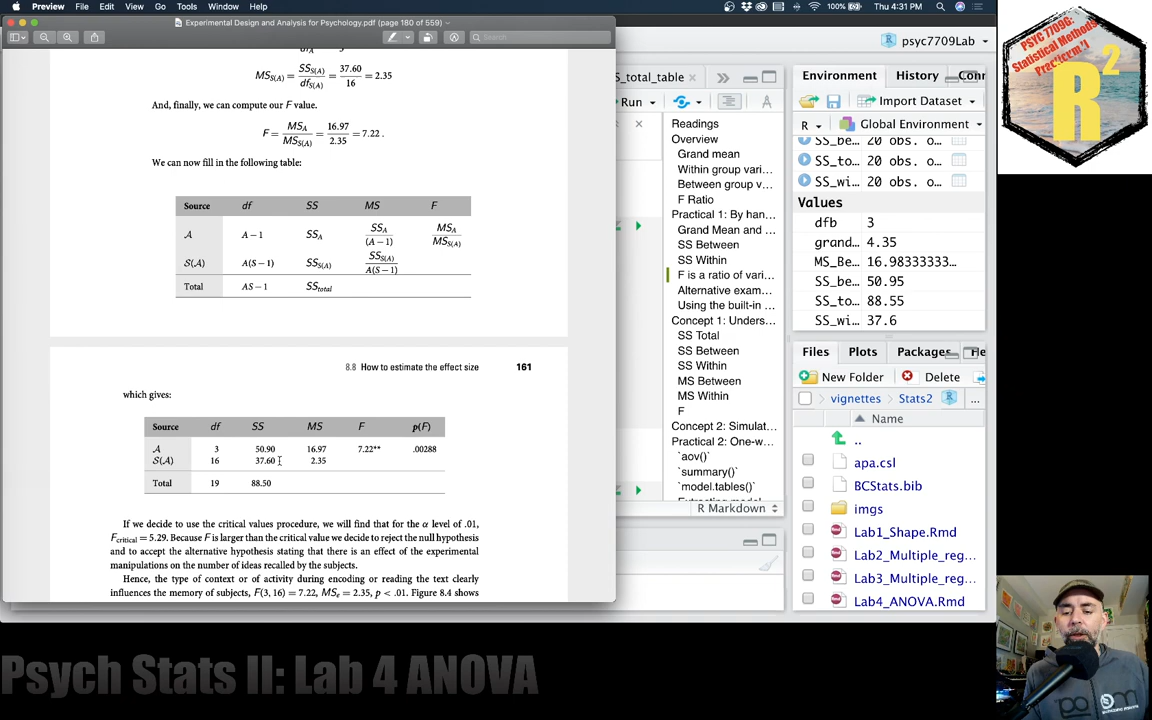 Preview File Edit View Go Tools Window Help
100% Thu 4:31 PM
Experimental Design and Analysis for Psychology.pdf (page 180 of 559)
Search
MS_S(A) = SS_S(A) / df_S(A) = 37.60 / 16 = 2.35
And, finally, we can compute our F value.
F = MS_A / MS_S(A) = 16.97 / 2.35 = 7.22 .
We can now fill in the following table:
Source df SS MS F
A A − 1 SS_A SS_A / (A − 1) MS_A / MS_S(A)
S(A) A(S − 1) SS_S(A) SS_S(A) / A(S − 1)
Total AS − 1 SS_total
8.8 How to estimate the effect size 161
which gives:
Source df SS MS F p(F)
A 3 50.90 16.97 7.22** .00288
S(A) 16 37.60 2.35
Total 19 88.50
If we decide to use the critical values procedure, we will find that for the α level of .01,
F_critical = 5.29. Because F is larger than the critical value we decide to reject the null hypothesis
and to accept the alternative hypothesis stating that there is an effect of the experimental
manipulations on the number of ideas recalled by the subjects.
Hence, the type of context or of activity during encoding or reading the text clearly
influences the memory of subjects, F(3, 16) = 7.22, MS_e = 2.35, p < .01. Figure 8.4 shows
psyc7709Lab
S_total_table
Run
Readings
Overview
Grand mean
Within group vari...
Between group v...
F Ratio
Practical 1: By han...
Grand Mean and ...
SS Between
SS Within
F is a ratio of vari...
Alternative exam...
Using the built-in ...
Concept 1: Unders...
SS Total
SS Between
SS Within
MS Between
MS Within
F
Concept 2: Simulat...
Practical 2: One-w...
`aov()`
`summary()`
`model.tables()`
R Markdown
Environment History Conn
Import Dataset
R Global Environment
SS_be... 20 obs. o...
SS_to... 20 obs. o...
SS_wi... 20 obs. o...
Values
dfb 3
grand... 4.35
MS_Be... 16.98333333...
SS_be... 50.95
SS_to... 88.55
SS_wi... 37.6
Files Plots Packages He
New Folder Delete
vignettes Stats2 ...
Name
..
apa.csl
BCStats.bib
imgs
Lab1_Shape.Rmd
Lab2_Multiple_reg...
Lab3_Multiple_reg...
Lab4_ANOVA.Rmd
PSYC 7709G:
Statistical Methods
Practicum I
R2
Psych Stats II: Lab 4 ANOVA